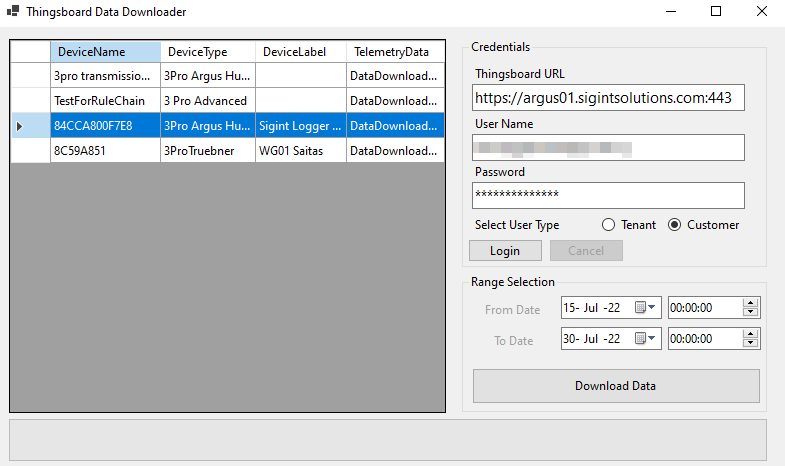 Thingsboard Data Downloader
DeviceName DeviceType DeviceLabel TelemetryData
3pro transmissio... 3Pro Argus Hu... DataDownload...
TestForRuleChain 3 Pro Advanced DataDownload...
84CCA800F7E8 3Pro Argus Hu... Sigint Logger ... DataDownload...
8C59A851 3ProTruebner WG01 Saitas DataDownload...
Credentials
Thingsboard URL
https://argus01.sigintsolutions.com:443
User Name
Password
**************
Select User Type Tenant Customer
Login Cancel
Range Selection
From Date 15- Jul -22 00:00:00
To Date 30- Jul -22 00:00:00
Download Data